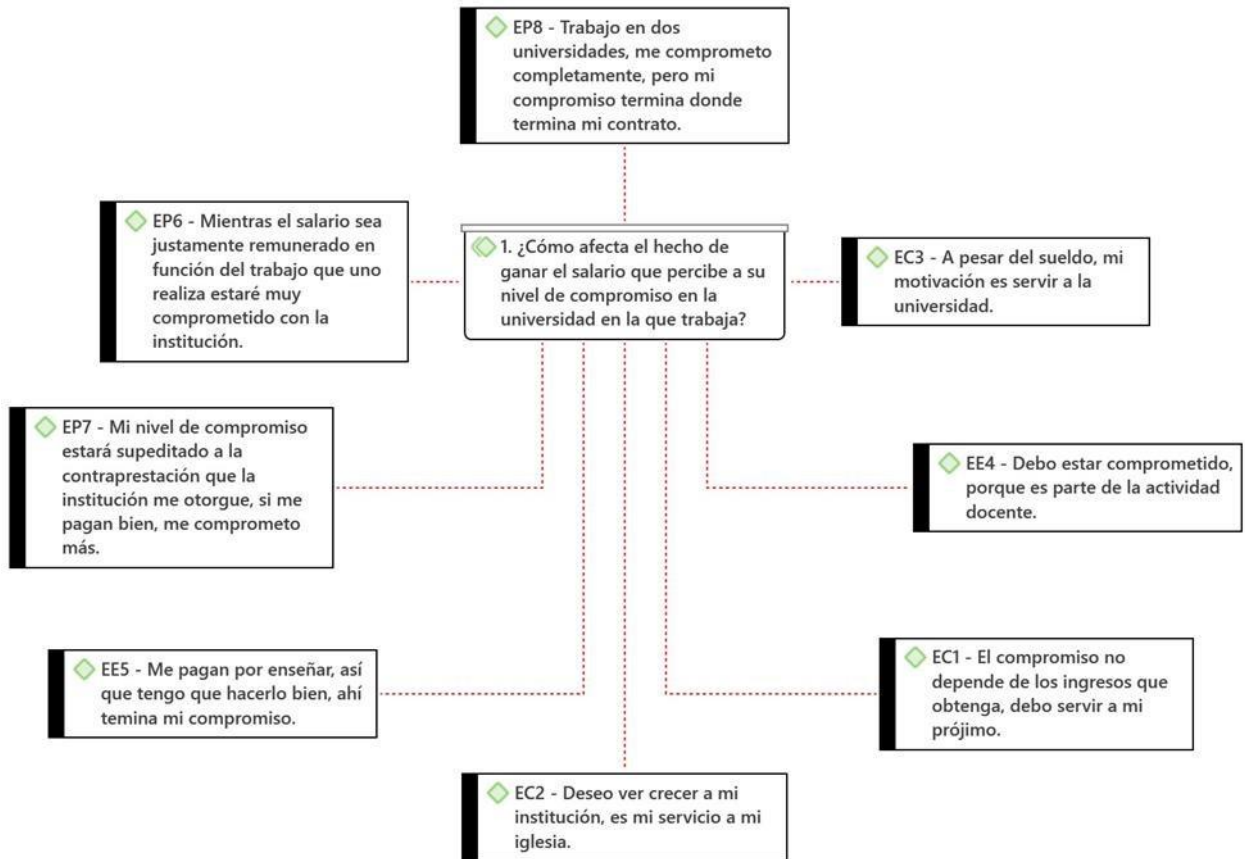 EP8 - Trabajo en dos
universidades, me comprometo
completamente, pero mi
compromiso termina donde
termina mi contrato.
EP6 - Mientras el salario sea
justamente remunerado en
función del trabajo que uno
realiza estaré muy
comprometido con la
institución.
1. ¿Cómo afecta el hecho de
ganar el salario que percibe a su
nivel de compromiso en la
universidad en la que trabaja?
EC3 - A pesar del sueldo, mi
motivación es servir a la
universidad.
EP7 - Mi nivel de compromiso
estará supeditado a la
contraprestación que la
institución me otorgue, si me
pagan bien, me comprometo
más.
EE4 - Debo estar comprometido,
porque es parte de la actividad
docente.
EE5 - Me pagan por enseñar, así
que tengo que hacerlo bien, ahí
temina mi compromiso.
EC1 - El compromiso no
depende de los ingresos que
obtenga, debo servir a mi
prójimo.
EC2 - Deseo ver crecer a mi
institución, es mi servicio a mi
iglesia.